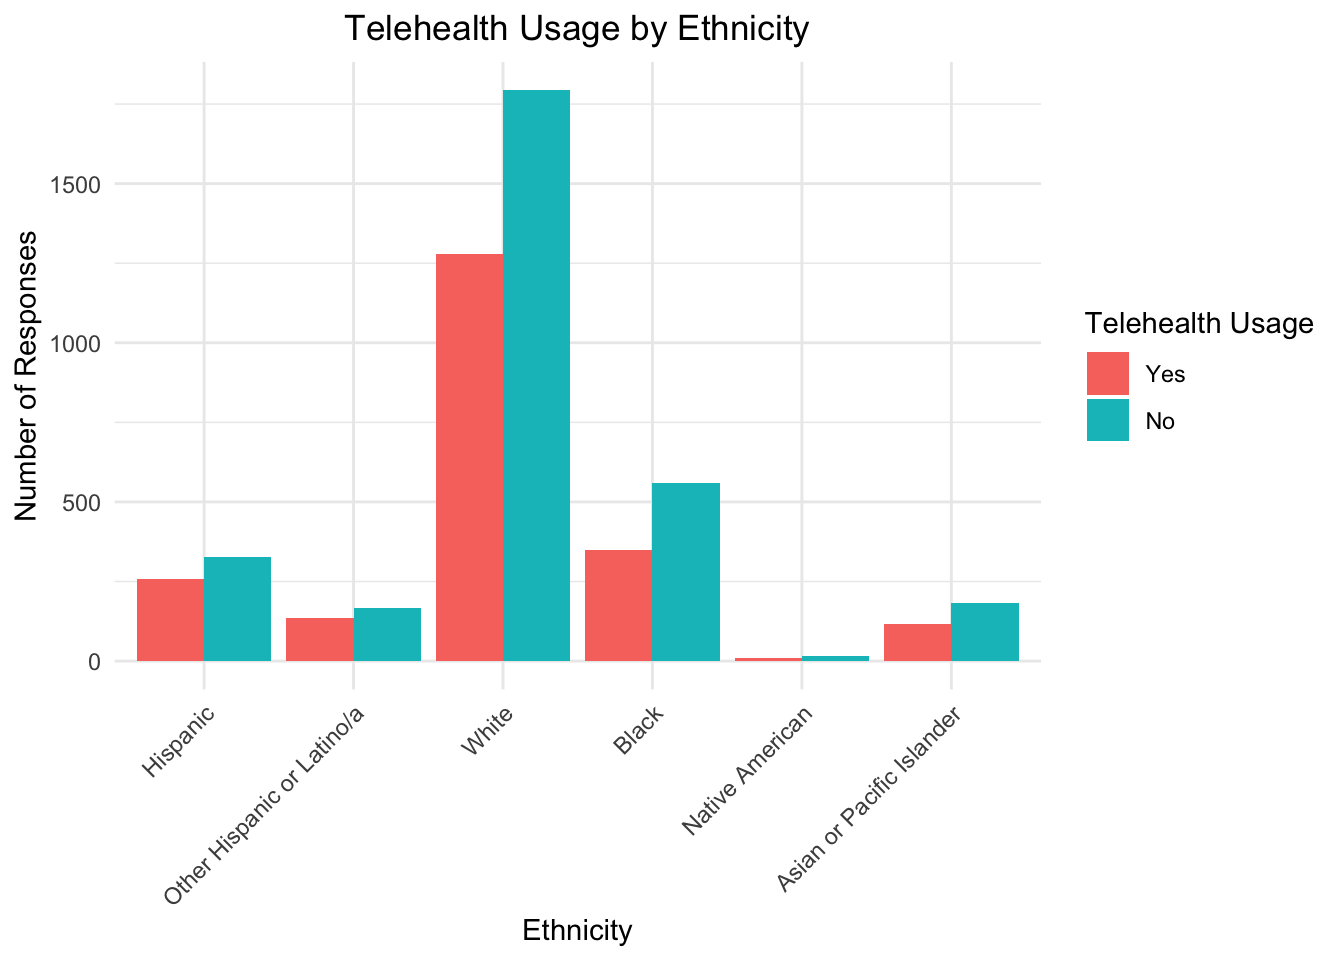 Telehealth Usage by Ethnicity
Number of Responses
1500
1000
500
0
Hispanic
Other Hispanic or Latino/a
White
Black
Native American
Asian or Pacific Islander
Ethnicity
Telehealth Usage
Yes
No